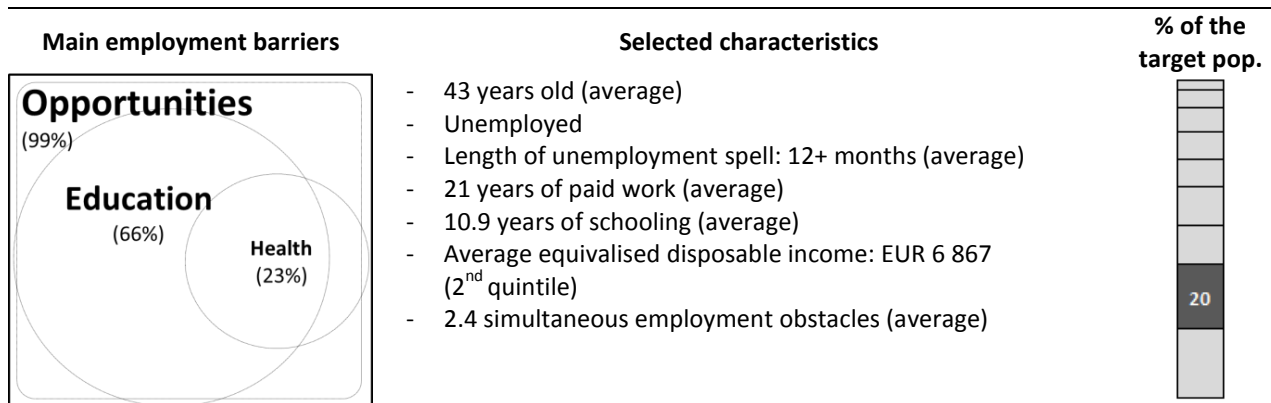 Main employment barriers
Selected characteristics
% of the
target pop.
Opportunities
(99%)
Education
(66%)
Health
(23%)
- 43 years old (average)
- Unemployed
- Length of unemployment spell: 12+ months (average)
- 21 years of paid work (average)
- 10.9 years of schooling (average)
- Average equivalised disposable income: EUR 6 867
(2nd quintile)
- 2.4 simultaneous employment obstacles (average)
20